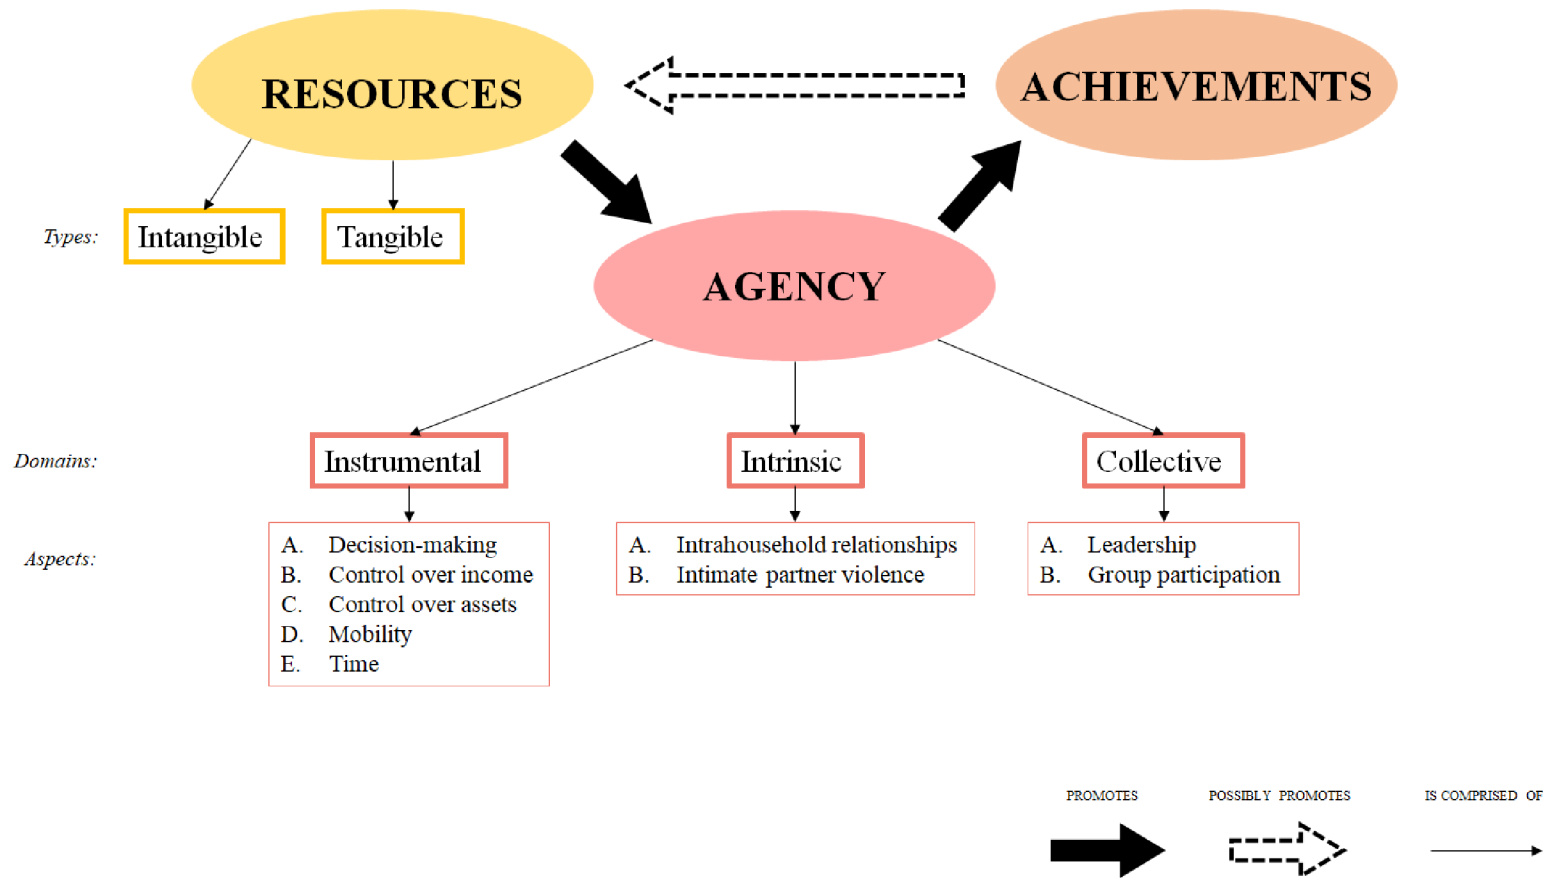 RESOURCES
ACHIEVEMENTS
Types:
Intangible
Tangible
AGENCY
Domains:
Instrumental
Intrinsic
Collective
Aspects:
A. Decision-making
B. Control over income
C. Control over assets
D. Mobility
E. Time
A. Intrahousehold relationships
B. Intimate partner violence
A. Leadership
B. Group participation
PROMOTES
POSSIBLY PROMOTES
IS COMPRISED OF